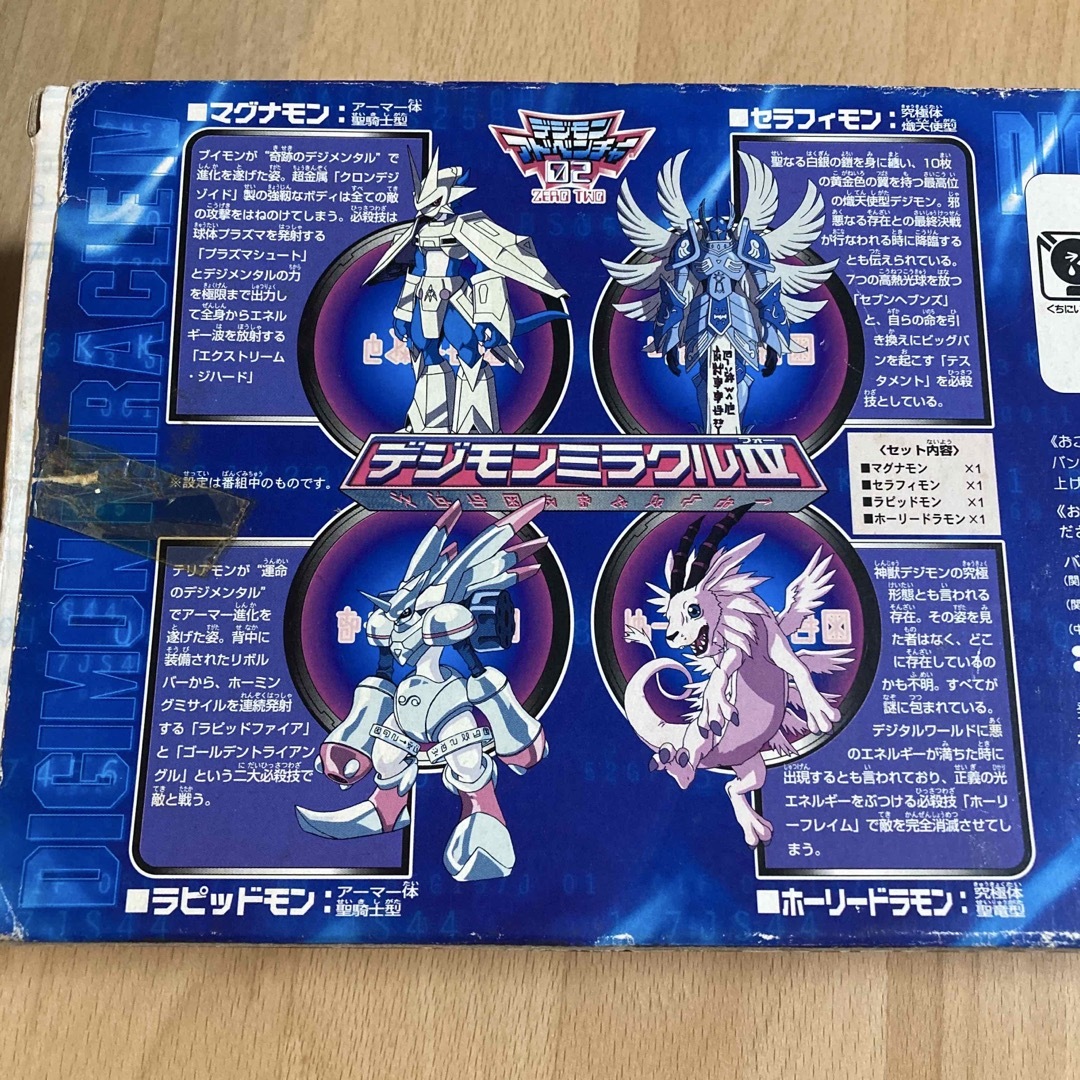 ■マグナモン：アーマー体
聖騎士型
ブイモンが“奇跡のデジメンタル”で
進化を遂げた姿。超金属「クロンデジ
ゾイド」製の強靱なボディは全ての敵
の攻撃をはねのけてしまう。必殺技は
球体プラズマを発射する
「プラズマシュート」
とデジメンタルの力
を極限まで出力し
て全身からエネル
ギー波を放射する
「エクストリーム
・ジハード」
デジモン
アドベンチャー
02
ZERO TWO
■セラフィモン：究極体
熾天使型
聖なる白銀の鎧を身に纏い、10枚
の黄金色の翼を持つ最高位
の熾天使型デジモン。邪
悪なる存在との最終決戦
が行なわれる時に降臨する
とも伝えられている。
7つの高熱光球を放つ
「セブンヘブンズ」
と、自らの命を引
き換えにビッグバ
ンを起こす「テス
タメント」を必殺
技としている。
くちにい
DIGIMON MIRACLE IV
※設定は番組中のものです。
デジモンミラクルIV
フォー
〈セット内容〉
■マグナモン ×1
■セラフィモン ×1
■ラピッドモン ×1
■ホーリードラモン×1
《おこ
バン
上げ
《お
ださ
テリアモンが“運命
のデジメンタル”
でアーマー進化を
遂げた姿。背中に
装備されたリボル
バーから、ホーミン
グミサイルを連続発射
する「ラピッドファイア」
と「ゴールデントライアン
グル」という二大必殺技で
敵と戦う。
■ラピッドモン：アーマー体
聖騎士型
神獣デジモンの究極
形態とも言われる
存在。その姿を見
た者はなく、どこ
に存在しているの
かも不明。すべてが
謎に包まれている。
デジタルワールドに悪
のエネルギーが満ちた時に
出現するとも言われており、正義の光
エネルギーをぶつける必殺技「ホーリ
ーフレイム」で敵を完全消滅させてし
まう。
■ホーリードラモン：究極体
聖竜型